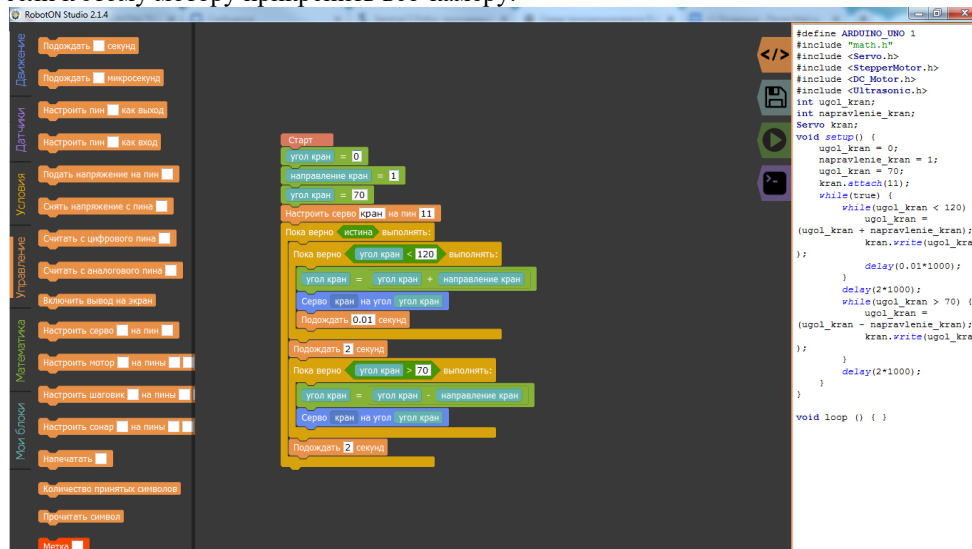 RobotON Studio 2.1.4
Движение
Датчики
Условия
Управление
Математика
Мои блоки
Подождать секунд
Подождать микросекунд
Настроить пин как выход
Настроить пин как вход
Подать напряжение на пин
Снять напряжение с пина
Считать с цифрового пина
Считать с аналогового пина
Включить вывод на экран
Настроить серво на пин
Настроить мотор на пины
Настроить шаговик на пины
Настроить сонар на пины
Напечатать
Количество принятых символов
Прочитать символ
Метка
Старт
угол кран = 0
направление кран = 1
угол кран = 70
Настроить серво кран на пин 11
Пока верно истина выполнять:
Пока верно угол кран < 120 выполнять:
угол кран = угол кран + направление кран
Серво кран на угол угол кран
Подождать 0.01 секунд
Подождать 2 секунд
Пока верно угол кран > 70 выполнять:
угол кран = угол кран - направление кран
Серво кран на угол угол кран
Подождать 2 секунд
</>
>_
#define ARDUINO_UNO 1
#include "math.h"
#include <Servo.h>
#include <StepperMotor.h>
#include <DC_Motor.h>
#include <Ultrasonic.h>
int ugol_kran;
int napravlenie_kran;
Servo kran;
void setup() {
ugol_kran = 0;
napravlenie_kran = 1;
ugol_kran = 70;
kran.attach(11);
while(true) {
while(ugol_kran < 120)
ugol_kran =
(ugol_kran + napravlenie_kran);
kran.write(ugol_kra
);
delay(0.01*1000);
}
delay(2*1000);
while(ugol_kran > 70) {
ugol_kran =
(ugol_kran - napravlenie_kran);
kran.write(ugol_kra
);
}
delay(2*1000);
}
}
void loop () { }